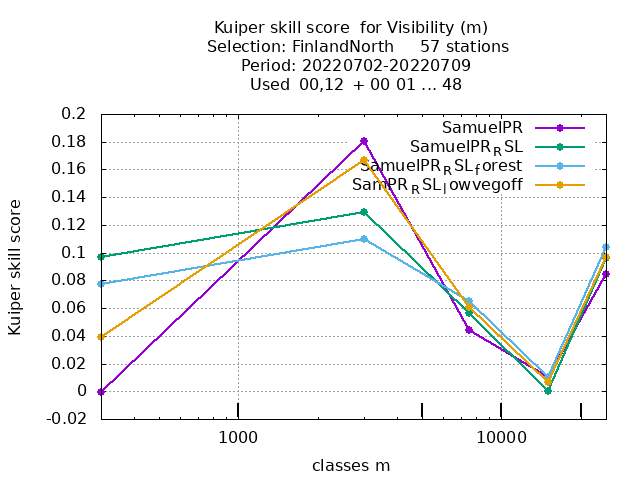 Kuiper skill score  for Visibility (m)
Selection: FinlandNorth     57 stations
Period: 20220702-20220709
Used  00,12  + 00 01 ... 48
SamuelPR
SamuelPR_RSL
SamuelPR_RSL_forest
SamPR_RSL_lowvegoff
0.2
0.18
0.16
0.14
0.12
0.1
0.08
0.06
0.04
0.02
0
-0.02
Kuiper skill score
1000
10000
classes m